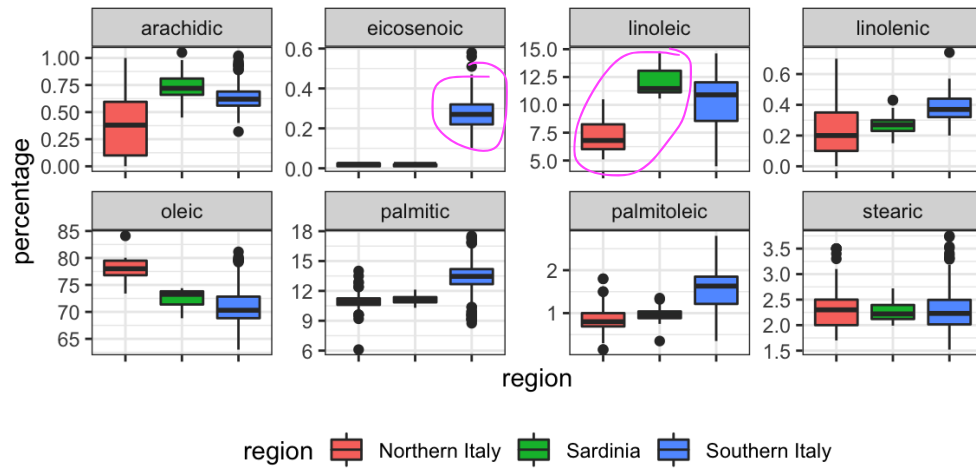 arachidic eicosenoic linoleic linolenic
1.00 0.75 0.50 0.25 0.00
0.6 0.4 0.2 0.0
15.0 12.5 10.0 7.5 5.0
0.6 0.4 0.2 0.0
percentage
oleic palmitic palmitoleic stearic
85 80 75 70 65
18 15 12 9 6
2 1
3.5 3.0 2.5 2.0 1.5
region
region Northern Italy Sardinia Southern Italy